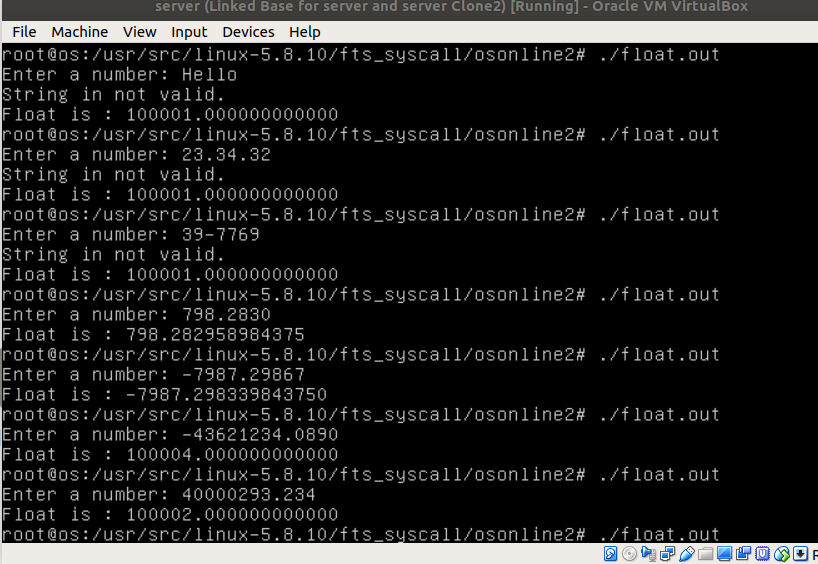 server (Linked Base for server and server Clone2) [Running] - Oracle VM VirtualBox
File Machine View Input Devices Help
root@os:/usr/src/linux-5.8.10/fts_syscall/osonline2# ./float.out
Enter a number: Hello
String in not valid.
Float is : 100001.000000000000
root@os:/usr/src/linux-5.8.10/fts_syscall/osonline2# ./float.out
Enter a number: 23.34.32
String in not valid.
Float is : 100001.000000000000
root@os:/usr/src/linux-5.8.10/fts_syscall/osonline2# ./float.out
Enter a number: 39-7769
String in not valid.
Float is : 100001.000000000000
root@os:/usr/src/linux-5.8.10/fts_syscall/osonline2# ./float.out
Enter a number: 798.2830
Float is : 798.282958984375
root@os:/usr/src/linux-5.8.10/fts_syscall/osonline2# ./float.out
Enter a number: -7987.29867
Float is : -7987.298339843750
root@os:/usr/src/linux-5.8.10/fts_syscall/osonline2# ./float.out
Enter a number: -43621234.0890
Float is : 100004.000000000000
root@os:/usr/src/linux-5.8.10/fts_syscall/osonline2# ./float.out
Enter a number: 40000293.234
Float is : 100002.000000000000
root@os:/usr/src/linux-5.8.10/fts_syscall/osonline2# ./float.out